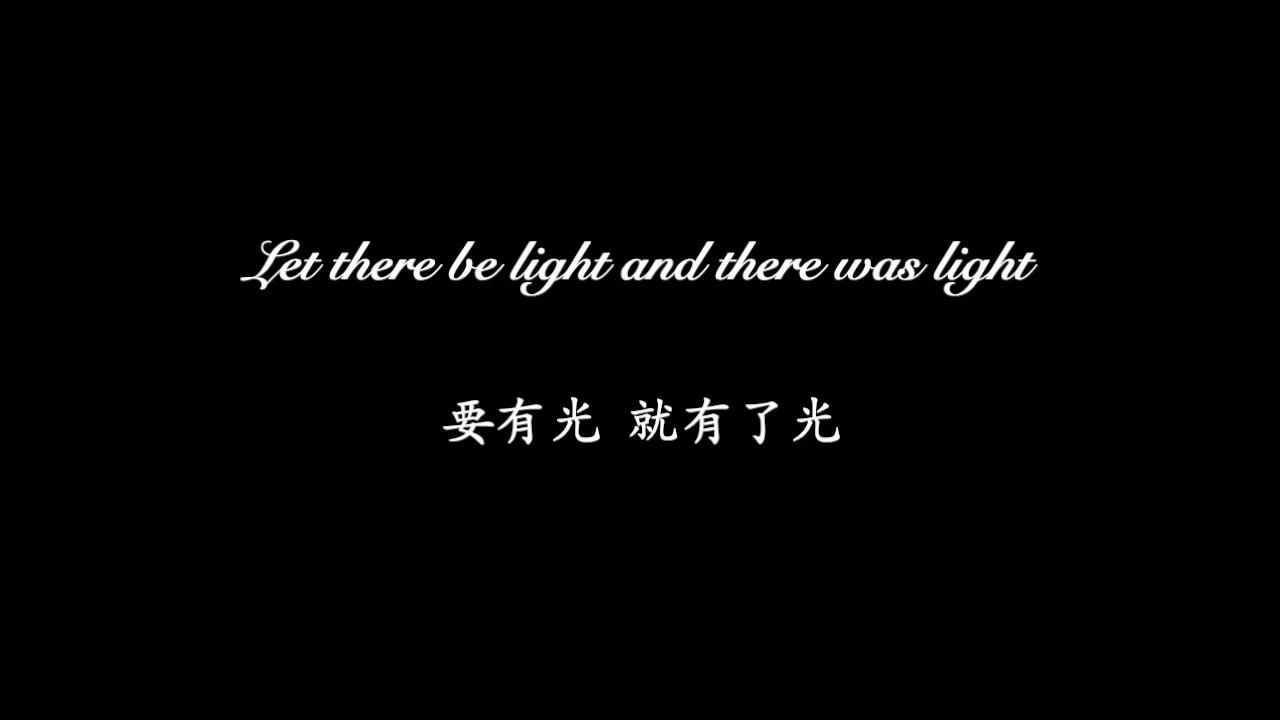 Let there be light and there was light
要有光 就有了光